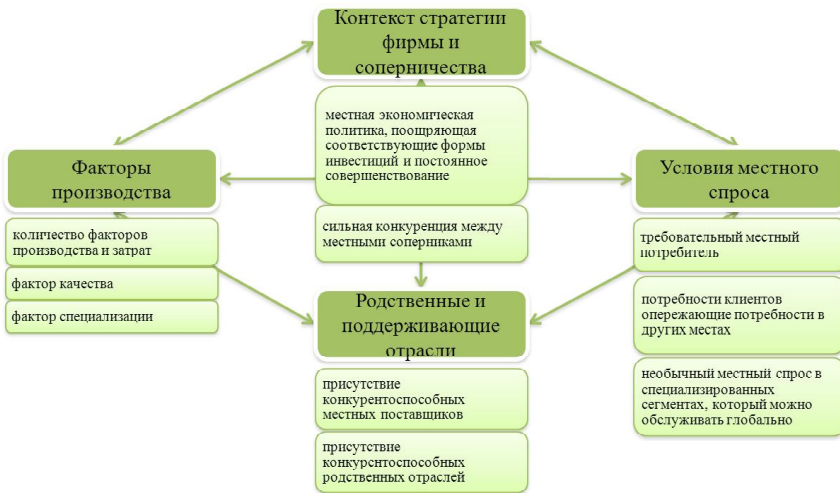 Контекст стратегии
фирмы и
соперничества
местная экономическая
политика, поощряющая
соответствующие формы
инвестиций и постоянное
совершенствование
сильная конкуренция между
местными соперниками
Факторы
производства
количество факторов
производства и затрат
фактор качества
фактор специализации
Условия местного
спроса
требовательный местный
потребитель
потребности клиентов
опережающие потребности в
других местах
необычный местный спрос в
специализированных
сегментах, который можно
обслуживать глобально
Родственные и
поддерживающие
отрасли
присутствие
конкурентоспособных
местных поставщиков
присутствие
конкурентоспособных
родственных отраслей